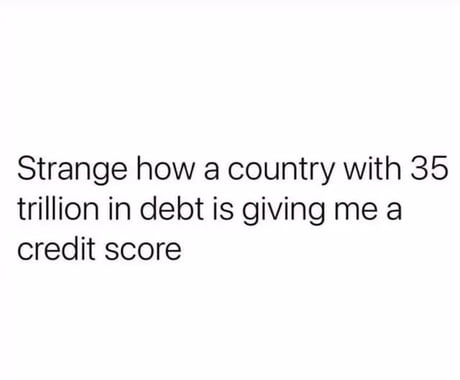 Strange how a country with 35
trillion in debt is giving me a
credit score